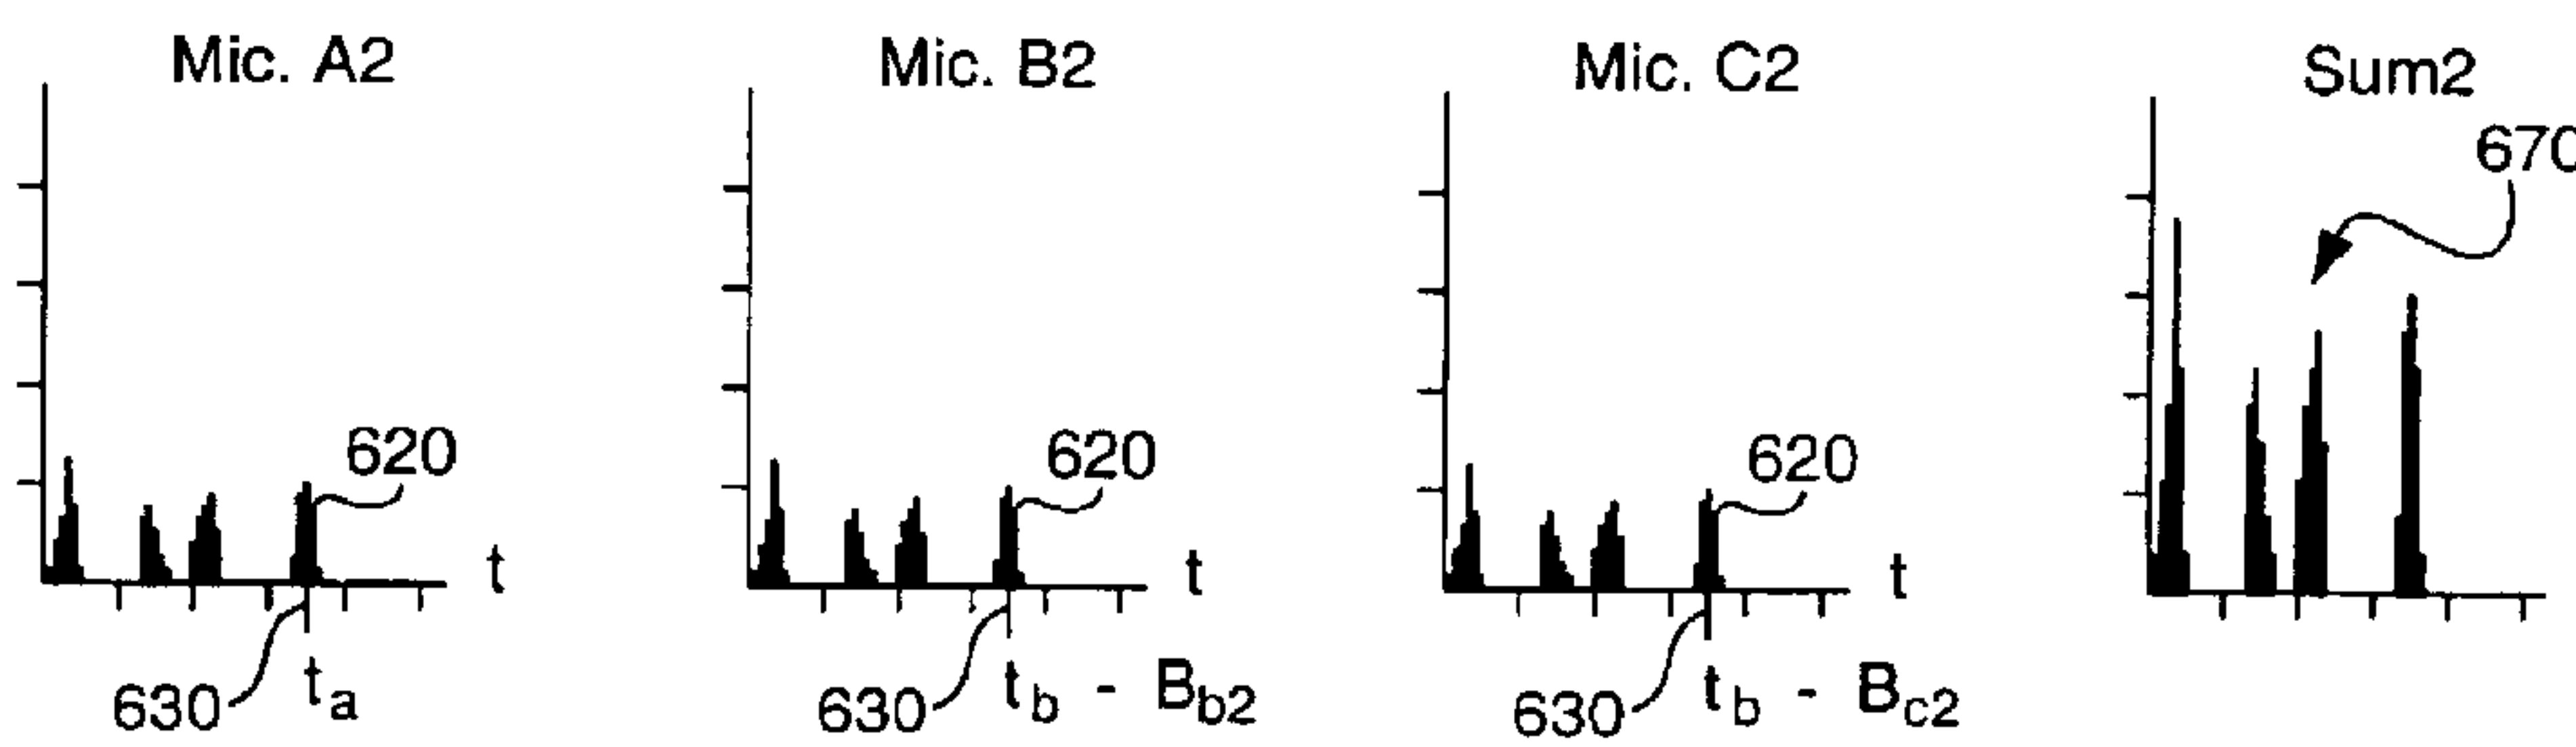 Mic. A2
Mic. B2
Mic. C2
Sum2
670
620
620
620
t
t
t
630
t_a
630
t_b - B_b2
630
t_b - B_c2